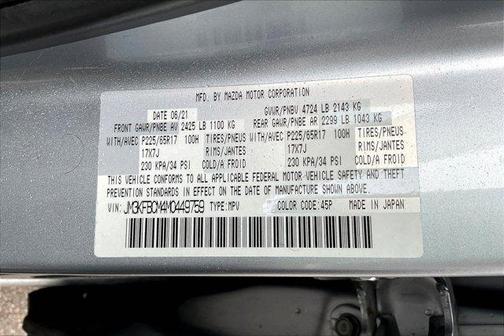 MFD. BY MAZDA MOTOR CORPORATION
DATE 06/21 GVWR/PNBV 4724 LB 2143 KG
FRONT GAWR/PNBE AV 2425 LB 1100 KG REAR GAWR/PNBE AR 2299 LB 1043 KG
WITH/AVEC P225/65R17 100H TIRES/PNEUS WITH/AVEC P225/65R17 100H TIRES/PNEUS
17X7J RIMS/JANTES 17X7J RIMS/JANTES
230 KPA/34 PSI COLD/A FROID 230 KPA/34 PSI COLD/A FROID
THIS VEHICLE CONFORMS TO ALL APPLICABLE FEDERAL MOTOR-VEHICLE SAFETY AND THEFT
PREVENTION STANDARDS IN EFFECT ON THE DATE OF MANUFACTURE SHOWN ABOVE.
VIN: JM3KFBCM4M0449759 TYPE: MPV COLOR CODE: 45P MADE IN JAPAN